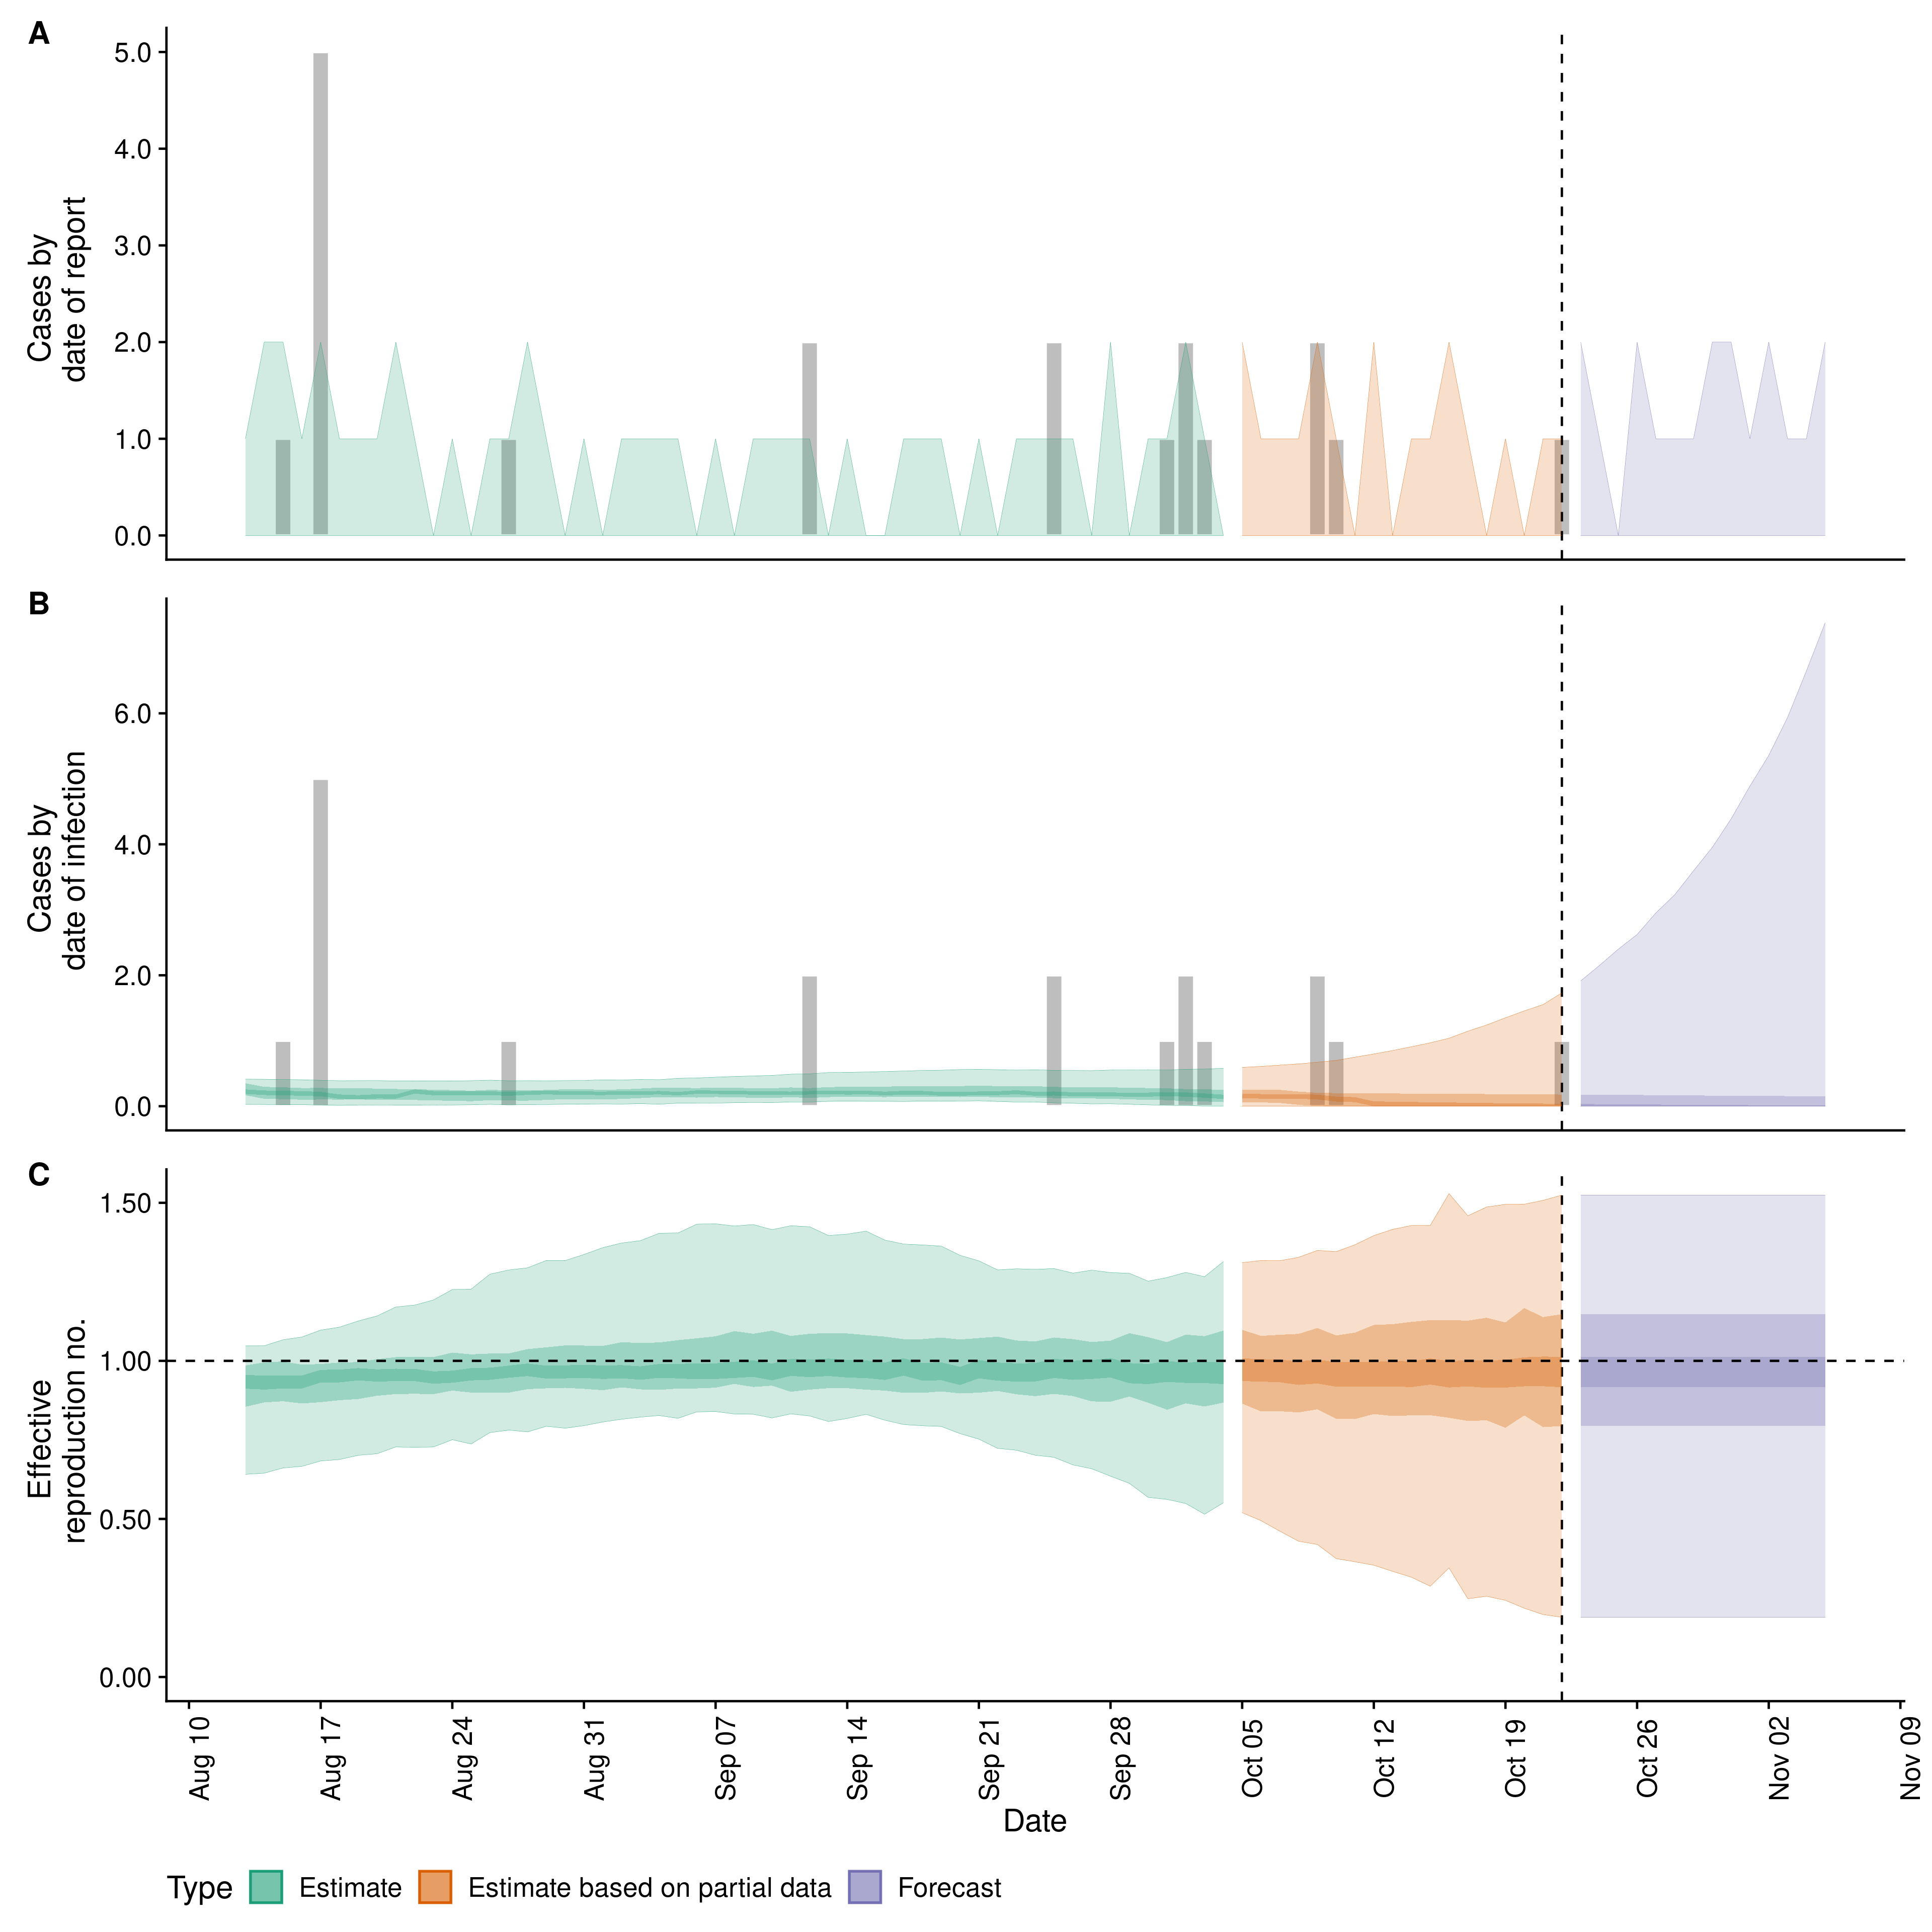 A
Cases by
date of report
5.0
4.0
3.0
2.0
1.0
0.0
B
Cases by
date of infection
6.0
4.0
2.0
0.0
C
Effective
reproduction no.
1.50
1.00
0.50
0.00
Aug 10
Aug 17
Aug 24
Aug 31
Sep 07
Sep 14
Sep 21
Sep 28
Oct 05
Oct 12
Oct 19
Oct 26
Nov 02
Nov 09
Date
Type Estimate Estimate based on partial data Forecast